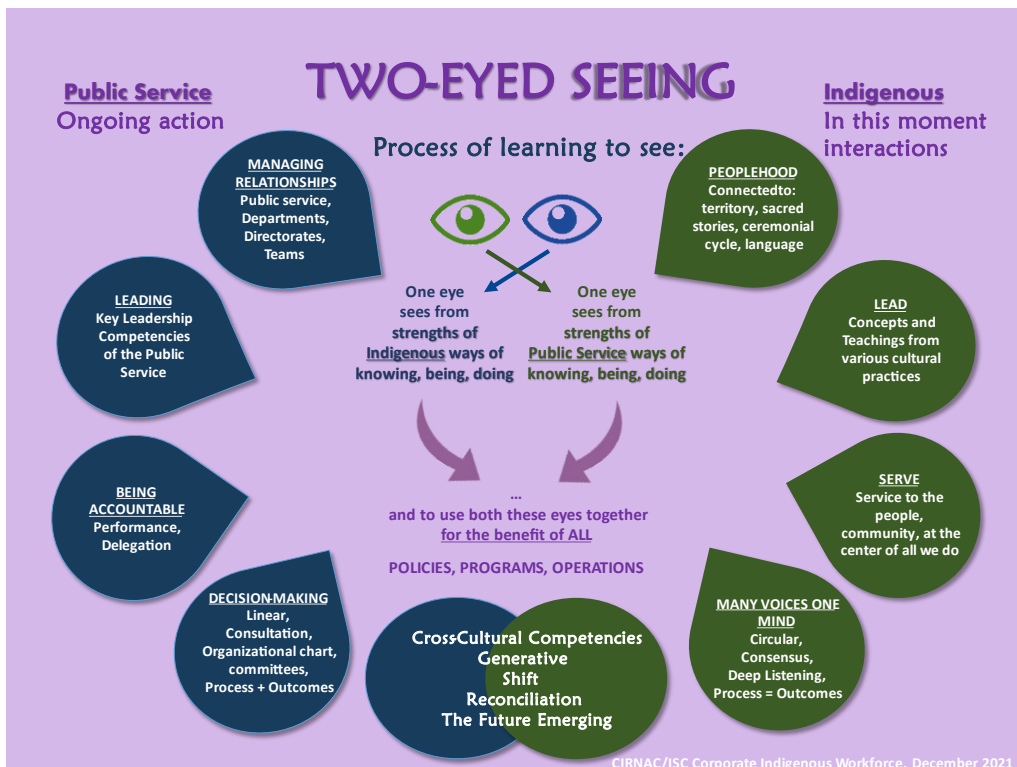 TWO-EYED SEEING
Public Service
Ongoing action
Indigenous
In this moment
interactions
Process of learning to see:
MANAGING
RELATIONSHIPS
Public service,
Departments,
Directorates,
Teams
PEOPLEHOOD
Connectedto:
territory, sacred
stories, ceremonial
cycle, language
LEADING
Key Leadership
Competencies
of the Public
Service
One eye
sees from
strengths of
Indigenous ways of
knowing, being, doing
One eye
sees from
strengths of
Public Service ways of
knowing, being, doing
LEAD
Concepts and
Teachings from
various cultural
practices
BEING
ACCOUNTABLE
Performance,
Delegation
...
and to use both these eyes together
for the benefit of ALL
POLICIES, PROGRAMS, OPERATIONS
SERVE
Service to the
people,
community, at the
center of all we do
DECISION-MAKING
Linear,
Consultation,
Organizational chart,
committees,
Process + Outcomes
Cross-Cultural Competencies
Generative
Shift
Reconciliation
The Future Emerging
MANY VOICES ONE
MIND
Circular,
Consensus,
Deep Listening,
Process = Outcomes
CIRNAC/ISC Corporate Indigenous Workforce, December 2021